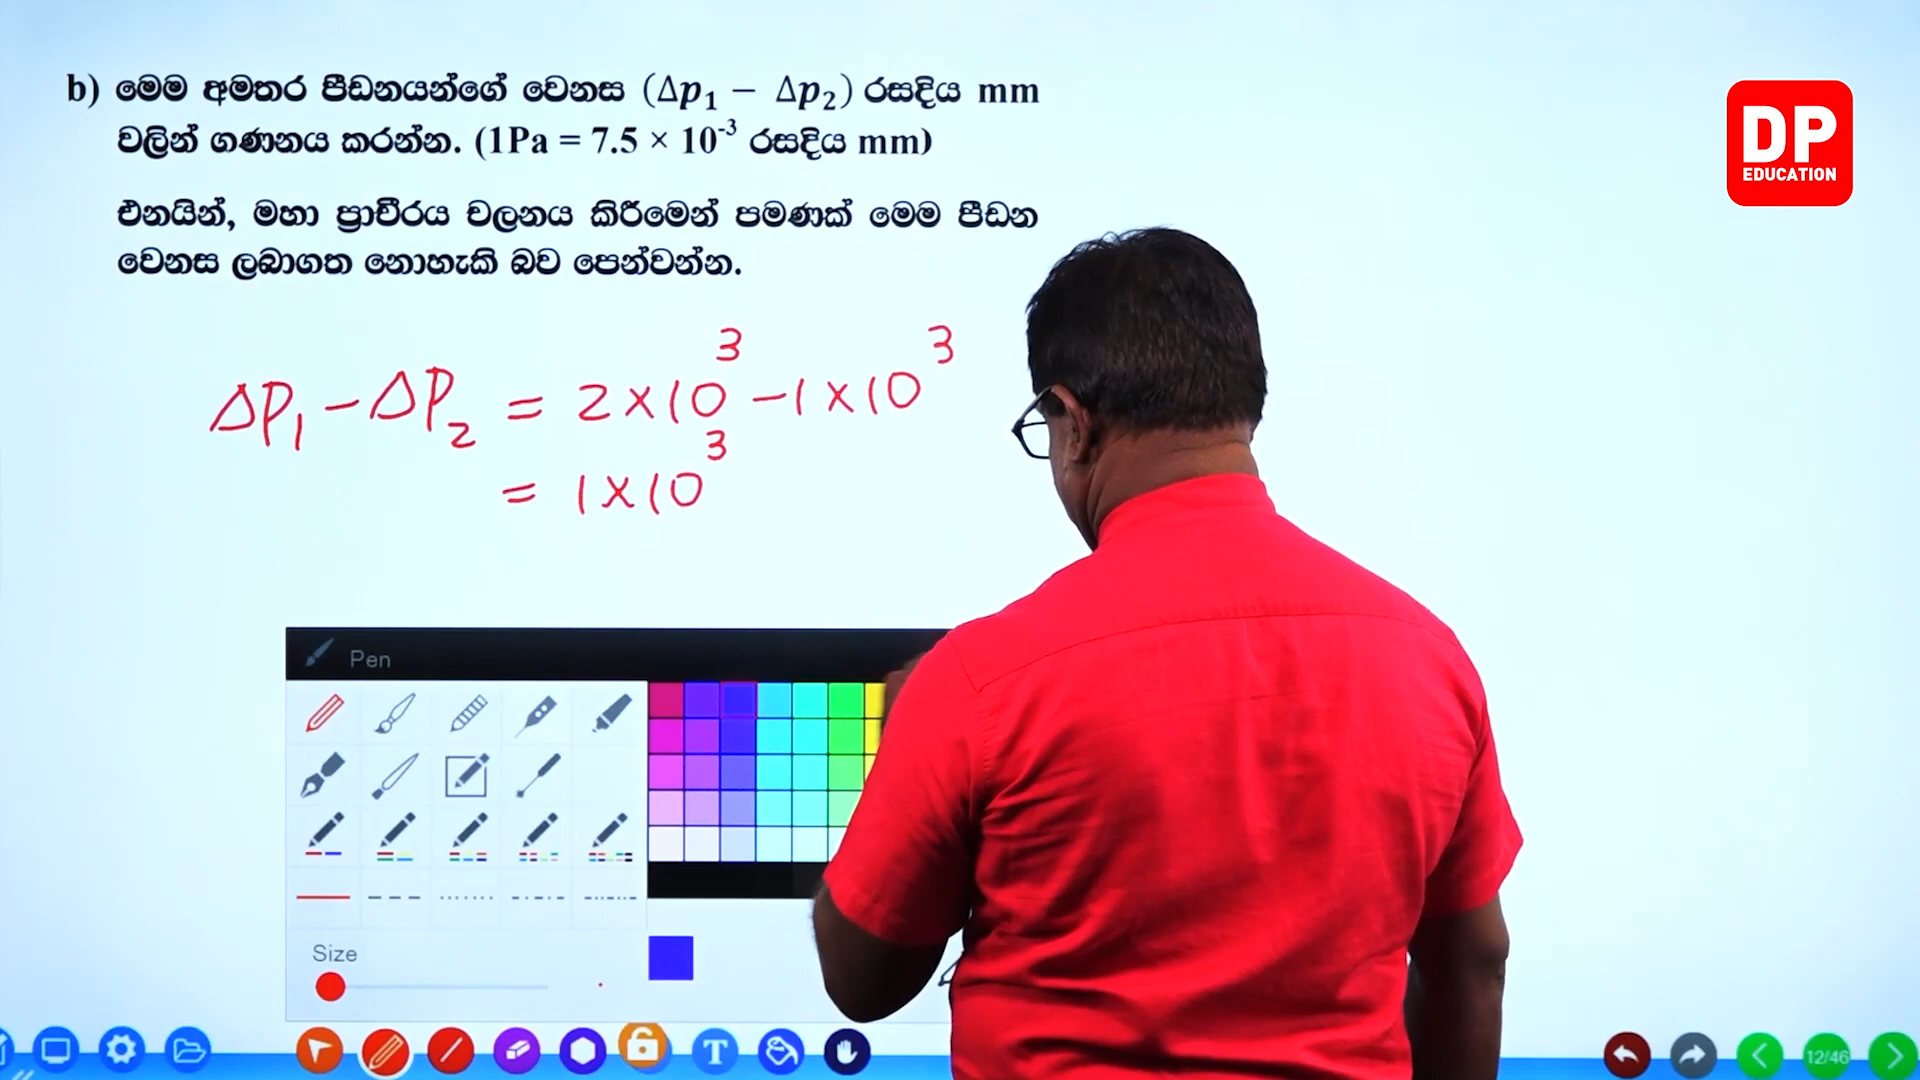 b) මෙම අමතර පීඩනයන්ගේ වෙනස (Δp₁ − Δp₂) රසදිය mm
වලින් ගණනය කරන්න. (1Pa = 7.5 × 10⁻³ රසදිය mm)
එනයින්, මහා ප්‍රාචීරය චලනය කිරීමෙන් පමණක් මෙම පීඩන
වෙනස ලබාගත නොහැකි බව පෙන්වන්න.
ΔP₁ − ΔP₂ = 2×10³ − 1×10³
= 1×10³
DP
EDUCATION
Pen
Size
T
12/46